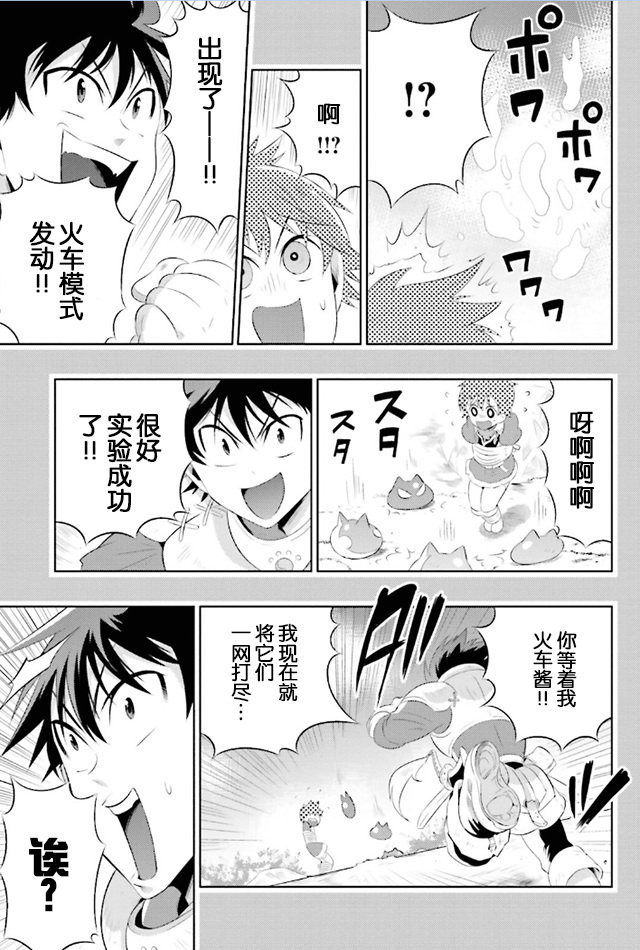 ポワ
ポワ
!?
ワワワ
啊
!!?
出现了——!!
火车模式
发动!!
呀啊啊啊
スタ
スタ
很好
实验成功
了!!
你等着我
火车酱!!
我现在就
将它们
一网打尽…
诶?